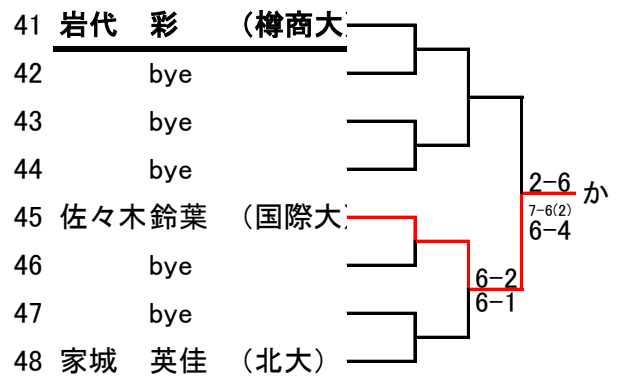 41 岩代 彩 （樽商大）
42 bye
43 bye
44 bye
2-6
7-6(2)
6-4
か
45 佐々木鈴葉 （国際大）
46 bye
6-2
6-1
47 bye
48 家城 英佳 （北大）